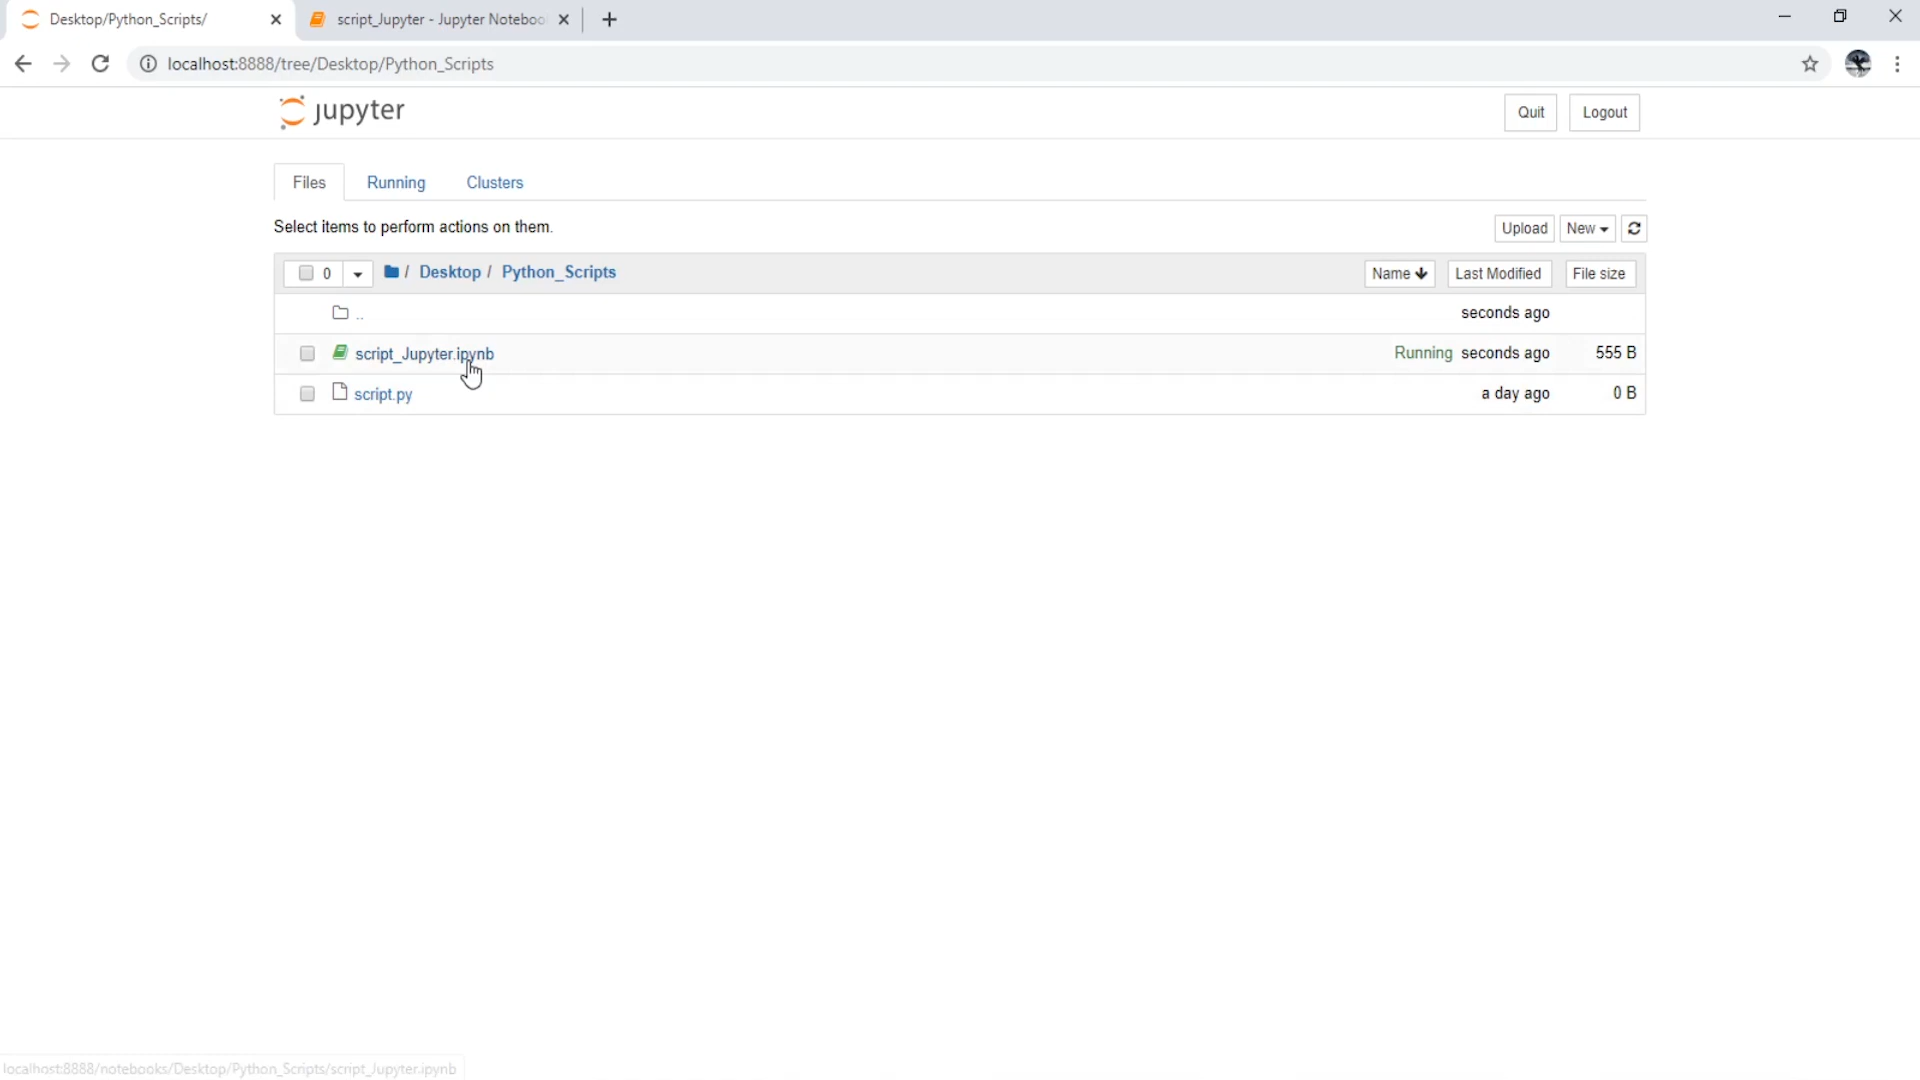 Desktop/Python_Scripts/
script_Jupyter - Jupyter Noteboo
localhost:8888/tree/Desktop/Python_Scripts
jupyter
Quit
Logout
Files
Running
Clusters
Select items to perform actions on them.
Upload
New
0
/ Desktop / Python_Scripts
Name
Last Modified
File size
..
seconds ago
script_Jupyter.ipynb
Running seconds ago
555 B
script.py
a day ago
0 B
localhost:8888/notebooks/Desktop/Python_Scripts/script_Jupyter.ipynb